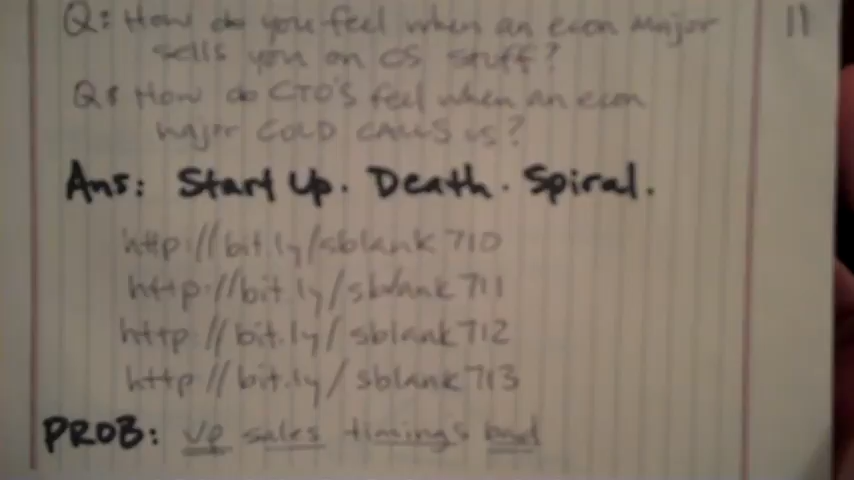 Q: How do you feel when an econ major 11
sells you on CS stuff?
Q: How do CTO'S feel when an econ
major COLD CALLS us?
Ans: Start Up. Death. Spiral.
http://bit.ly/sblank710
http://bit.ly/sblank711
http://bit.ly/sblank712
http://bit.ly/sblank713
PROB: VP sales timing's bad